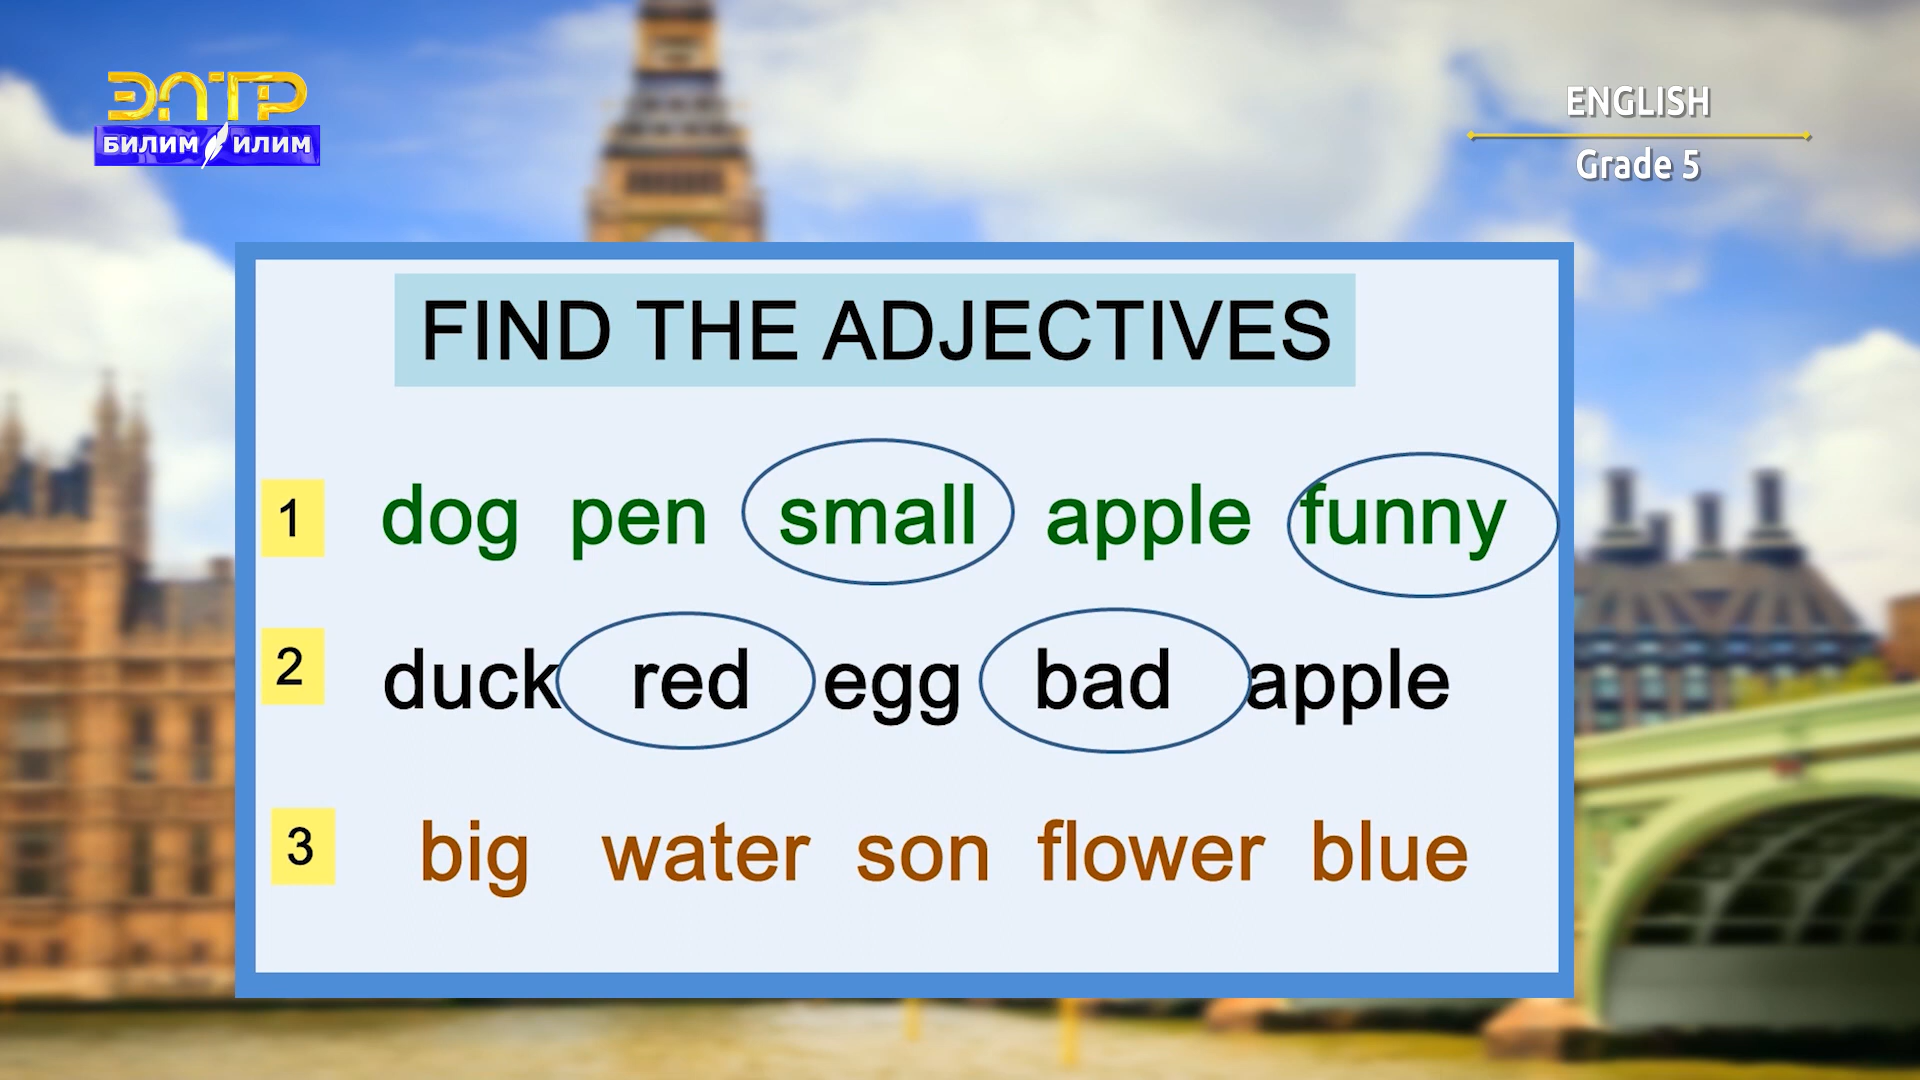 ЭЛТР
БИЛИМ ИЛИМ
ENGLISH
Grade 5
FIND THE ADJECTIVES
1 dog pen small apple funny
2 duck red egg bad apple
3 big water son flower blue